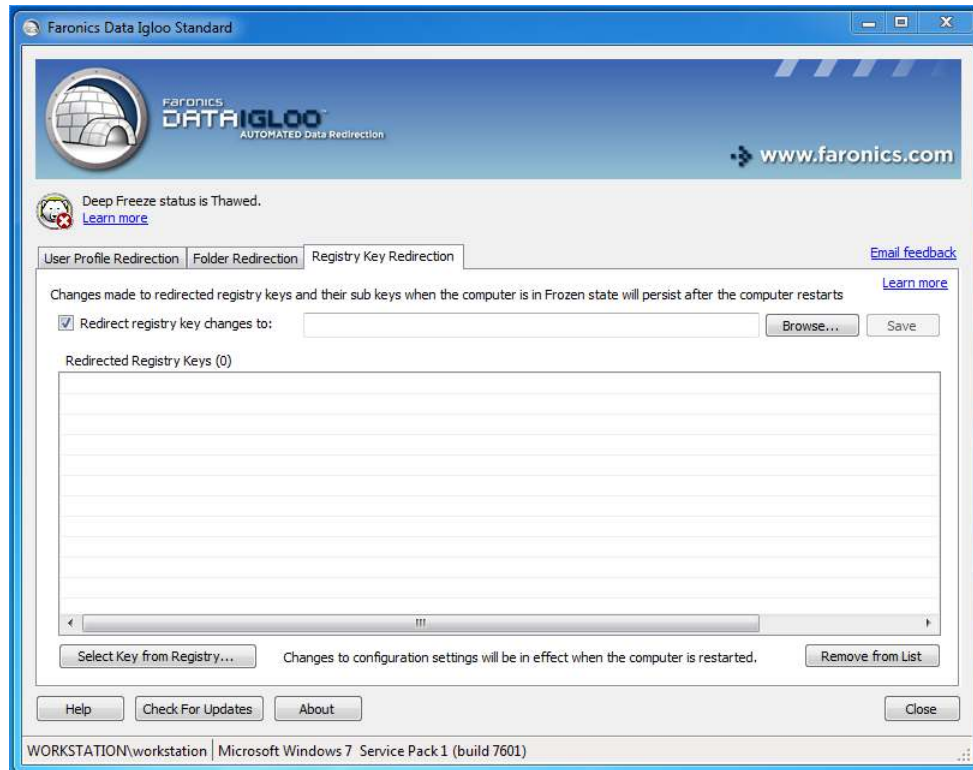 Faronics Data Igloo Standard
FARONICS
DATAIGLOO™
AUTOMATED Data Redirection
www.faronics.com
Deep Freeze status is Thawed.
Learn more
User Profile Redirection Folder Redirection Registry Key Redirection Email feedback
Learn more
Changes made to redirected registry keys and their sub keys when the computer is in Frozen state will persist after the computer restarts
Redirect registry key changes to: Browse... Save
Redirected Registry Keys (0)
Select Key from Registry... Changes to configuration settings will be in effect when the computer is restarted. Remove from List
Help Check For Updates About Close
WORKSTATION\workstation Microsoft Windows 7 Service Pack 1 (build 7601)